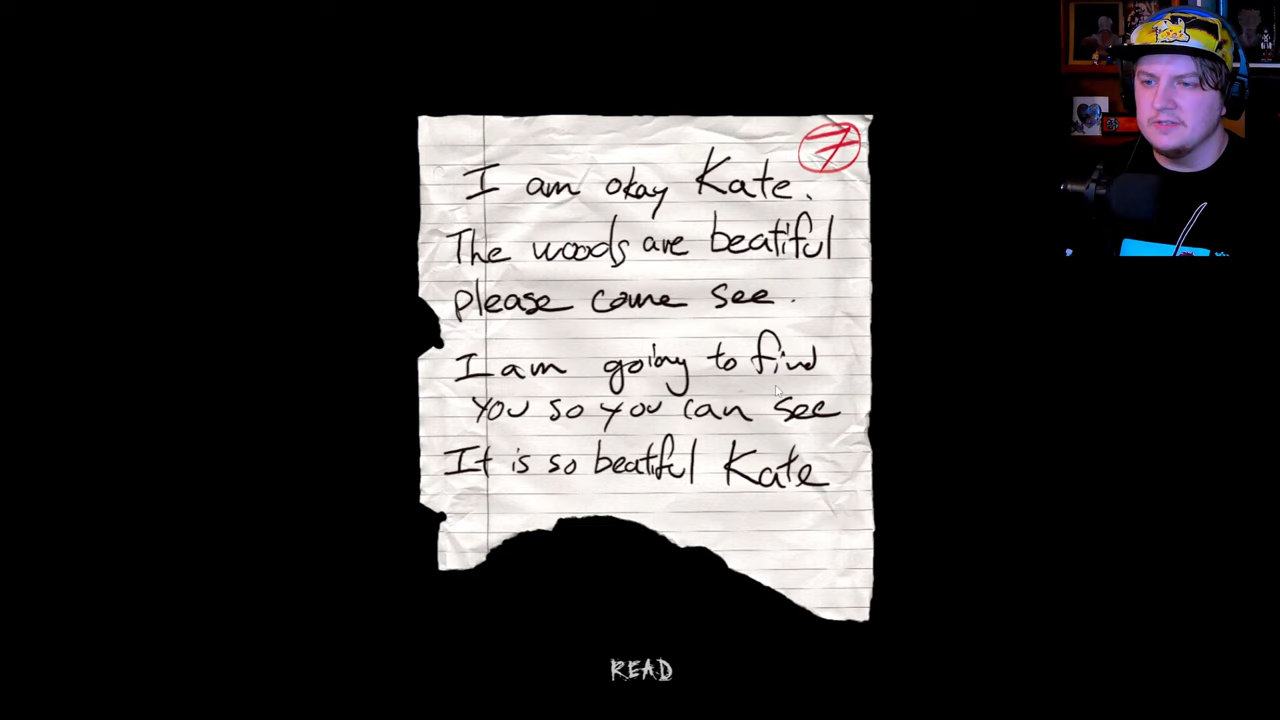 7
I am okay Kate.
The woods are beatiful
please come see.
I am going to find
you so you can see
It is so beatiful Kate
READ